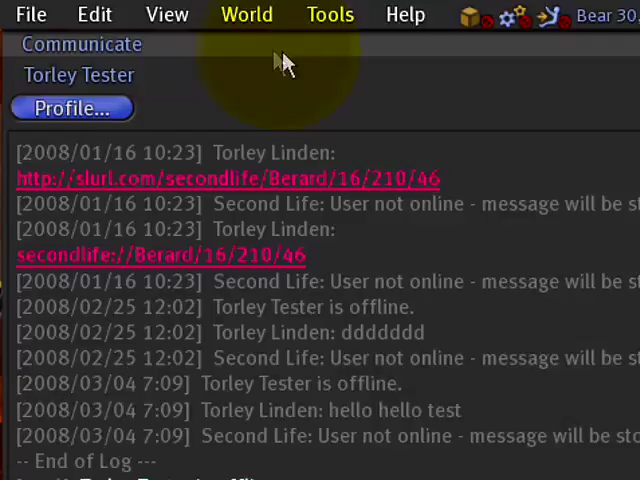 File Edit View World Tools Help Bear 30.
Communicate
Torley Tester
Profile...
[2008/01/16 10:23] Torley Linden:
http://slurl.com/secondlife/Berard/16/210/46
[2008/01/16 10:23] Second Life: User not online - message will be sto
[2008/01/16 10:23] Torley Linden:
secondlife://Berard/16/210/46
[2008/01/16 10:23] Second Life: User not online - message will be sto
[2008/02/25 12:02] Torley Tester is offline.
[2008/02/25 12:02] Torley Linden: ddddddd
[2008/02/25 12:02] Second Life: User not online - message will be sto
[2008/03/04 7:09] Torley Tester is offline.
[2008/03/04 7:09] Torley Linden: hello hello test
[2008/03/04 7:09] Second Life: User not online - message will be sto
-- End of Log ---